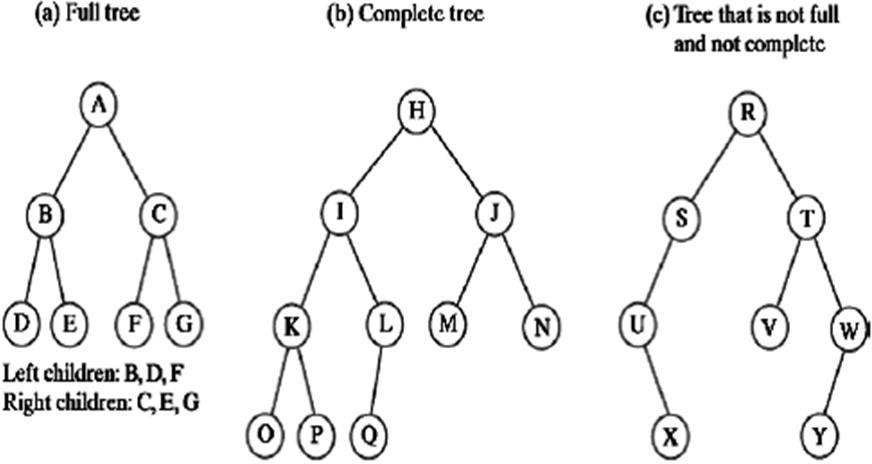 (a) Full tree
(b) Complete tree
(c) Tree that is not full
and not complete
A
B C
D E F G
Left children: B, D, F
Right children: C, E, G
H
I J
K L M N
O P Q
R
S T
U V W
X Y